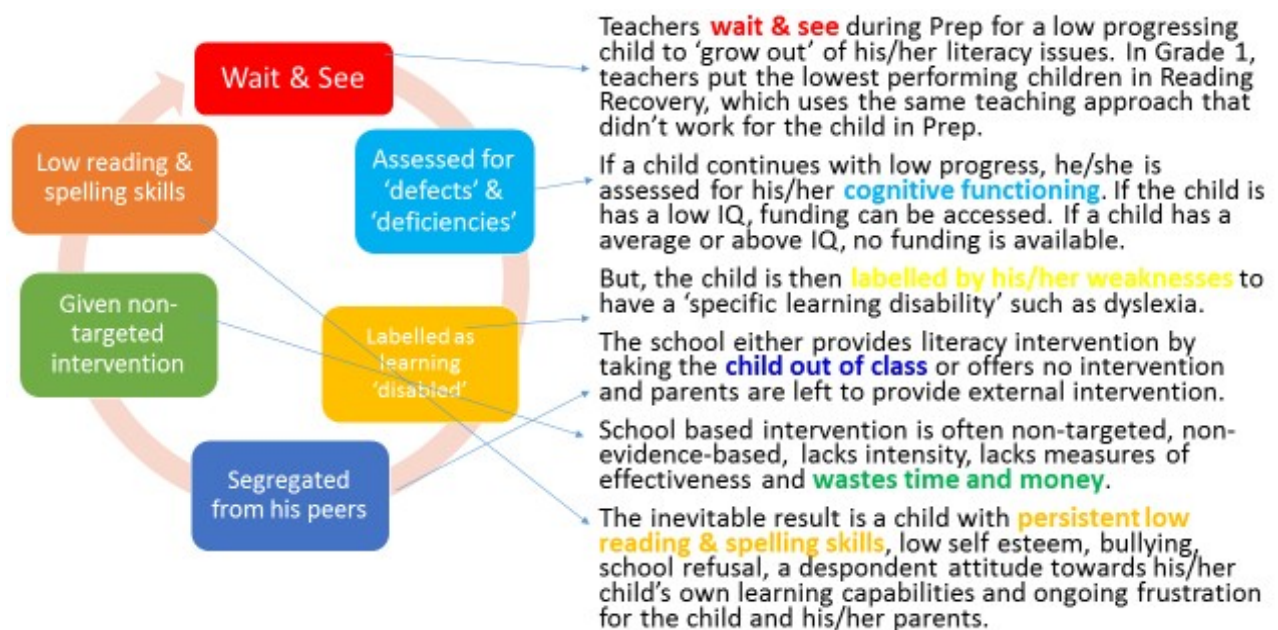 Wait & See
Assessed for
‘defects’ &
‘deficiencies’
Labelled as
learning
‘disabled’
Segregated
from his peers
Given non-
targeted
intervention
Low reading &
spelling skills
Teachers wait & see during Prep for a low progressing
child to ‘grow out’ of his/her literacy issues. In Grade 1,
teachers put the lowest performing children in Reading
Recovery, which uses the same teaching approach that
didn’t work for the child in Prep.
If a child continues with low progress, he/she is
assessed for his/her cognitive functioning. If the child is
has a low IQ, funding can be accessed. If a child has a
average or above IQ, no funding is available.
But, the child is then labelled by his/her weaknesses to
have a ‘specific learning disability’ such as dyslexia.
The school either provides literacy intervention by
taking the child out of class or offers no intervention
and parents are left to provide external intervention.
School based intervention is often non-targeted, non-
evidence-based, lacks intensity, lacks measures of
effectiveness and wastes time and money.
The inevitable result is a child with persistent low
reading & spelling skills, low self esteem, bullying,
school refusal, a despondent attitude towards his/her
child’s own learning capabilities and ongoing frustration
for the child and his/her parents.